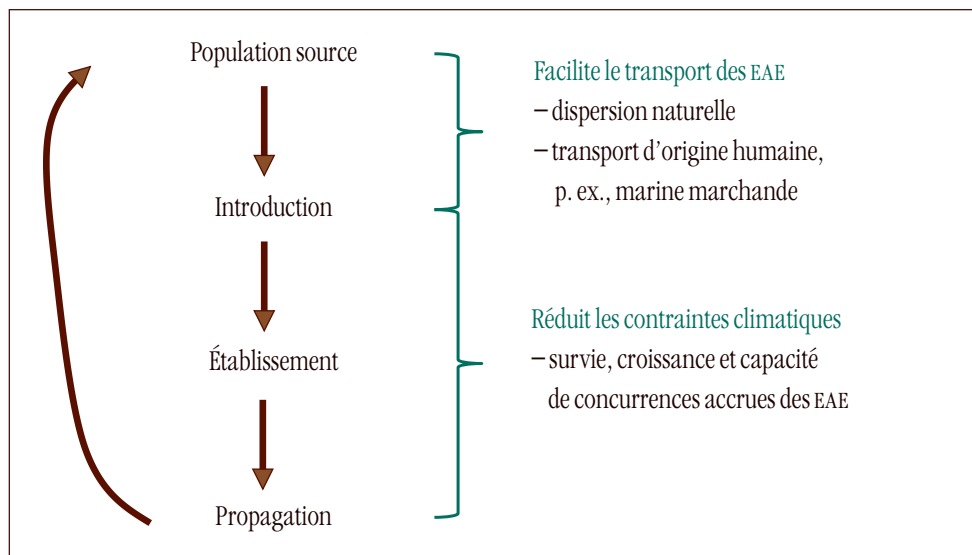 Population source
Introduction
Établissement
Propagation
Facilite le transport des EAE
– dispersion naturelle
– transport d’origine humaine,
p. ex., marine marchande
Réduit les contraintes climatiques
– survie, croissance et capacité
de concurrences accrues des EAE